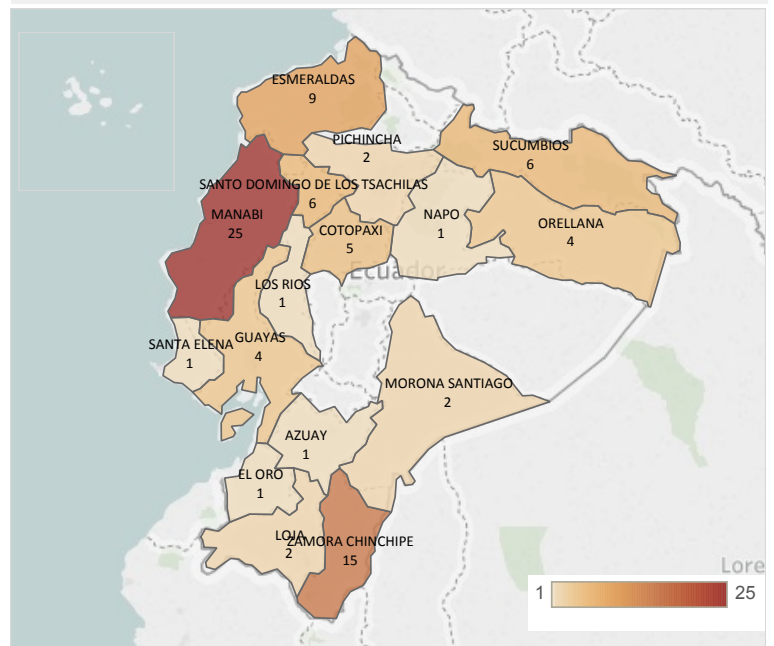 ESMERALDAS
9
PICHINCHA
2
SUCUMBIOS
6
SANTO DOMINGO DE LOS TSACHILAS
6
MANABI
25
NAPO
1
ORELLANA
4
COTOPAXI
5
Ecuador
LOS RIOS
1
SANTA ELENA
1
GUAYAS
4
MORONA SANTIAGO
2
AZUAY
1
EL ORO
1
LOJA
2
ZAMORA CHINCHIPE
15
Lore
1
25